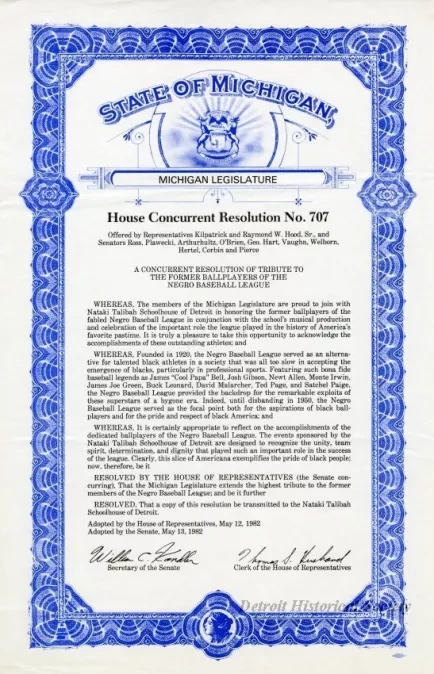 STATE OF MICHIGAN,
MICHIGAN LEGISLATURE
House Concurrent Resolution No. 707
Offered by Representatives Kilpatrick and Raymond W. Hood, Sr., and
Senators Ross, Plawecki, Arthurhultz, O'Brien, Geo. Hart, Vaughn, Welborn,
Hertel, Corbin and Pierce
A CONCURRENT RESOLUTION OF TRIBUTE TO
THE FORMER BALLPLAYERS OF THE
NEGRO BASEBALL LEAGUE
WHEREAS, The members of the Michigan Legislature are proud to join with
Nataki Talibah Schoolhouse of Detroit in honoring the former ballplayers of the
fabled Negro Baseball League in conjunction with the school's musical production
and celebration of the important role the league played in the history of America's
favorite pastime. It is truly a pleasure to take this opportunity to acknowledge the
accomplishments of these outstanding athletes; and
WHEREAS, Founded in 1920, the Negro Baseball League served as an alterna-
tive for talented black athletes in a society that was all too slow in accepting the
emergence of blacks, particularly in professional sports. Featuring such bona fide
baseball legends as James "Cool Papa" Bell, Josh Gibson, Newt Allen, Monte Irwin,
James Joe Green, Buck Leonard, David Malarcher, Ted Page, and Satchel Paige,
the Negro Baseball League provided the backdrop for the remarkable exploits of
these superstars of a bygone era. Indeed, until disbanding in 1960, the Negro
Baseball League served as the focal point both for the aspirations of black ball-
players and for the pride and respect of black America; and
WHEREAS, It is certainly appropriate to reflect on the accomplishments of the
dedicated ballplayers of the Negro Baseball League. The events sponsored by the
Nataki Talibah Schoolhouse of Detroit are designed to recognize the unity, team
spirit, determination, and dignity that played such an important role in the success
of the league. Clearly, this slice of Americana exemplifies the pride of black people;
now, therefore, be it
RESOLVED BY THE HOUSE OF REPRESENTATIVES (the Senate con-
curring), That the Michigan Legislature extends the highest tribute to the former
members of the Negro Baseball League; and be it further
RESOLVED, That a copy of this resolution be transmitted to the Nataki Talibah
Schoolhouse of Detroit.
Adopted by the House of Representatives, May 12, 1982
Adopted by the Senate, May 13, 1982
William C. Kandler
Thomas S. Husband
Secretary of the Senate
Clerk of the House of Representatives
Detroit Historical Society